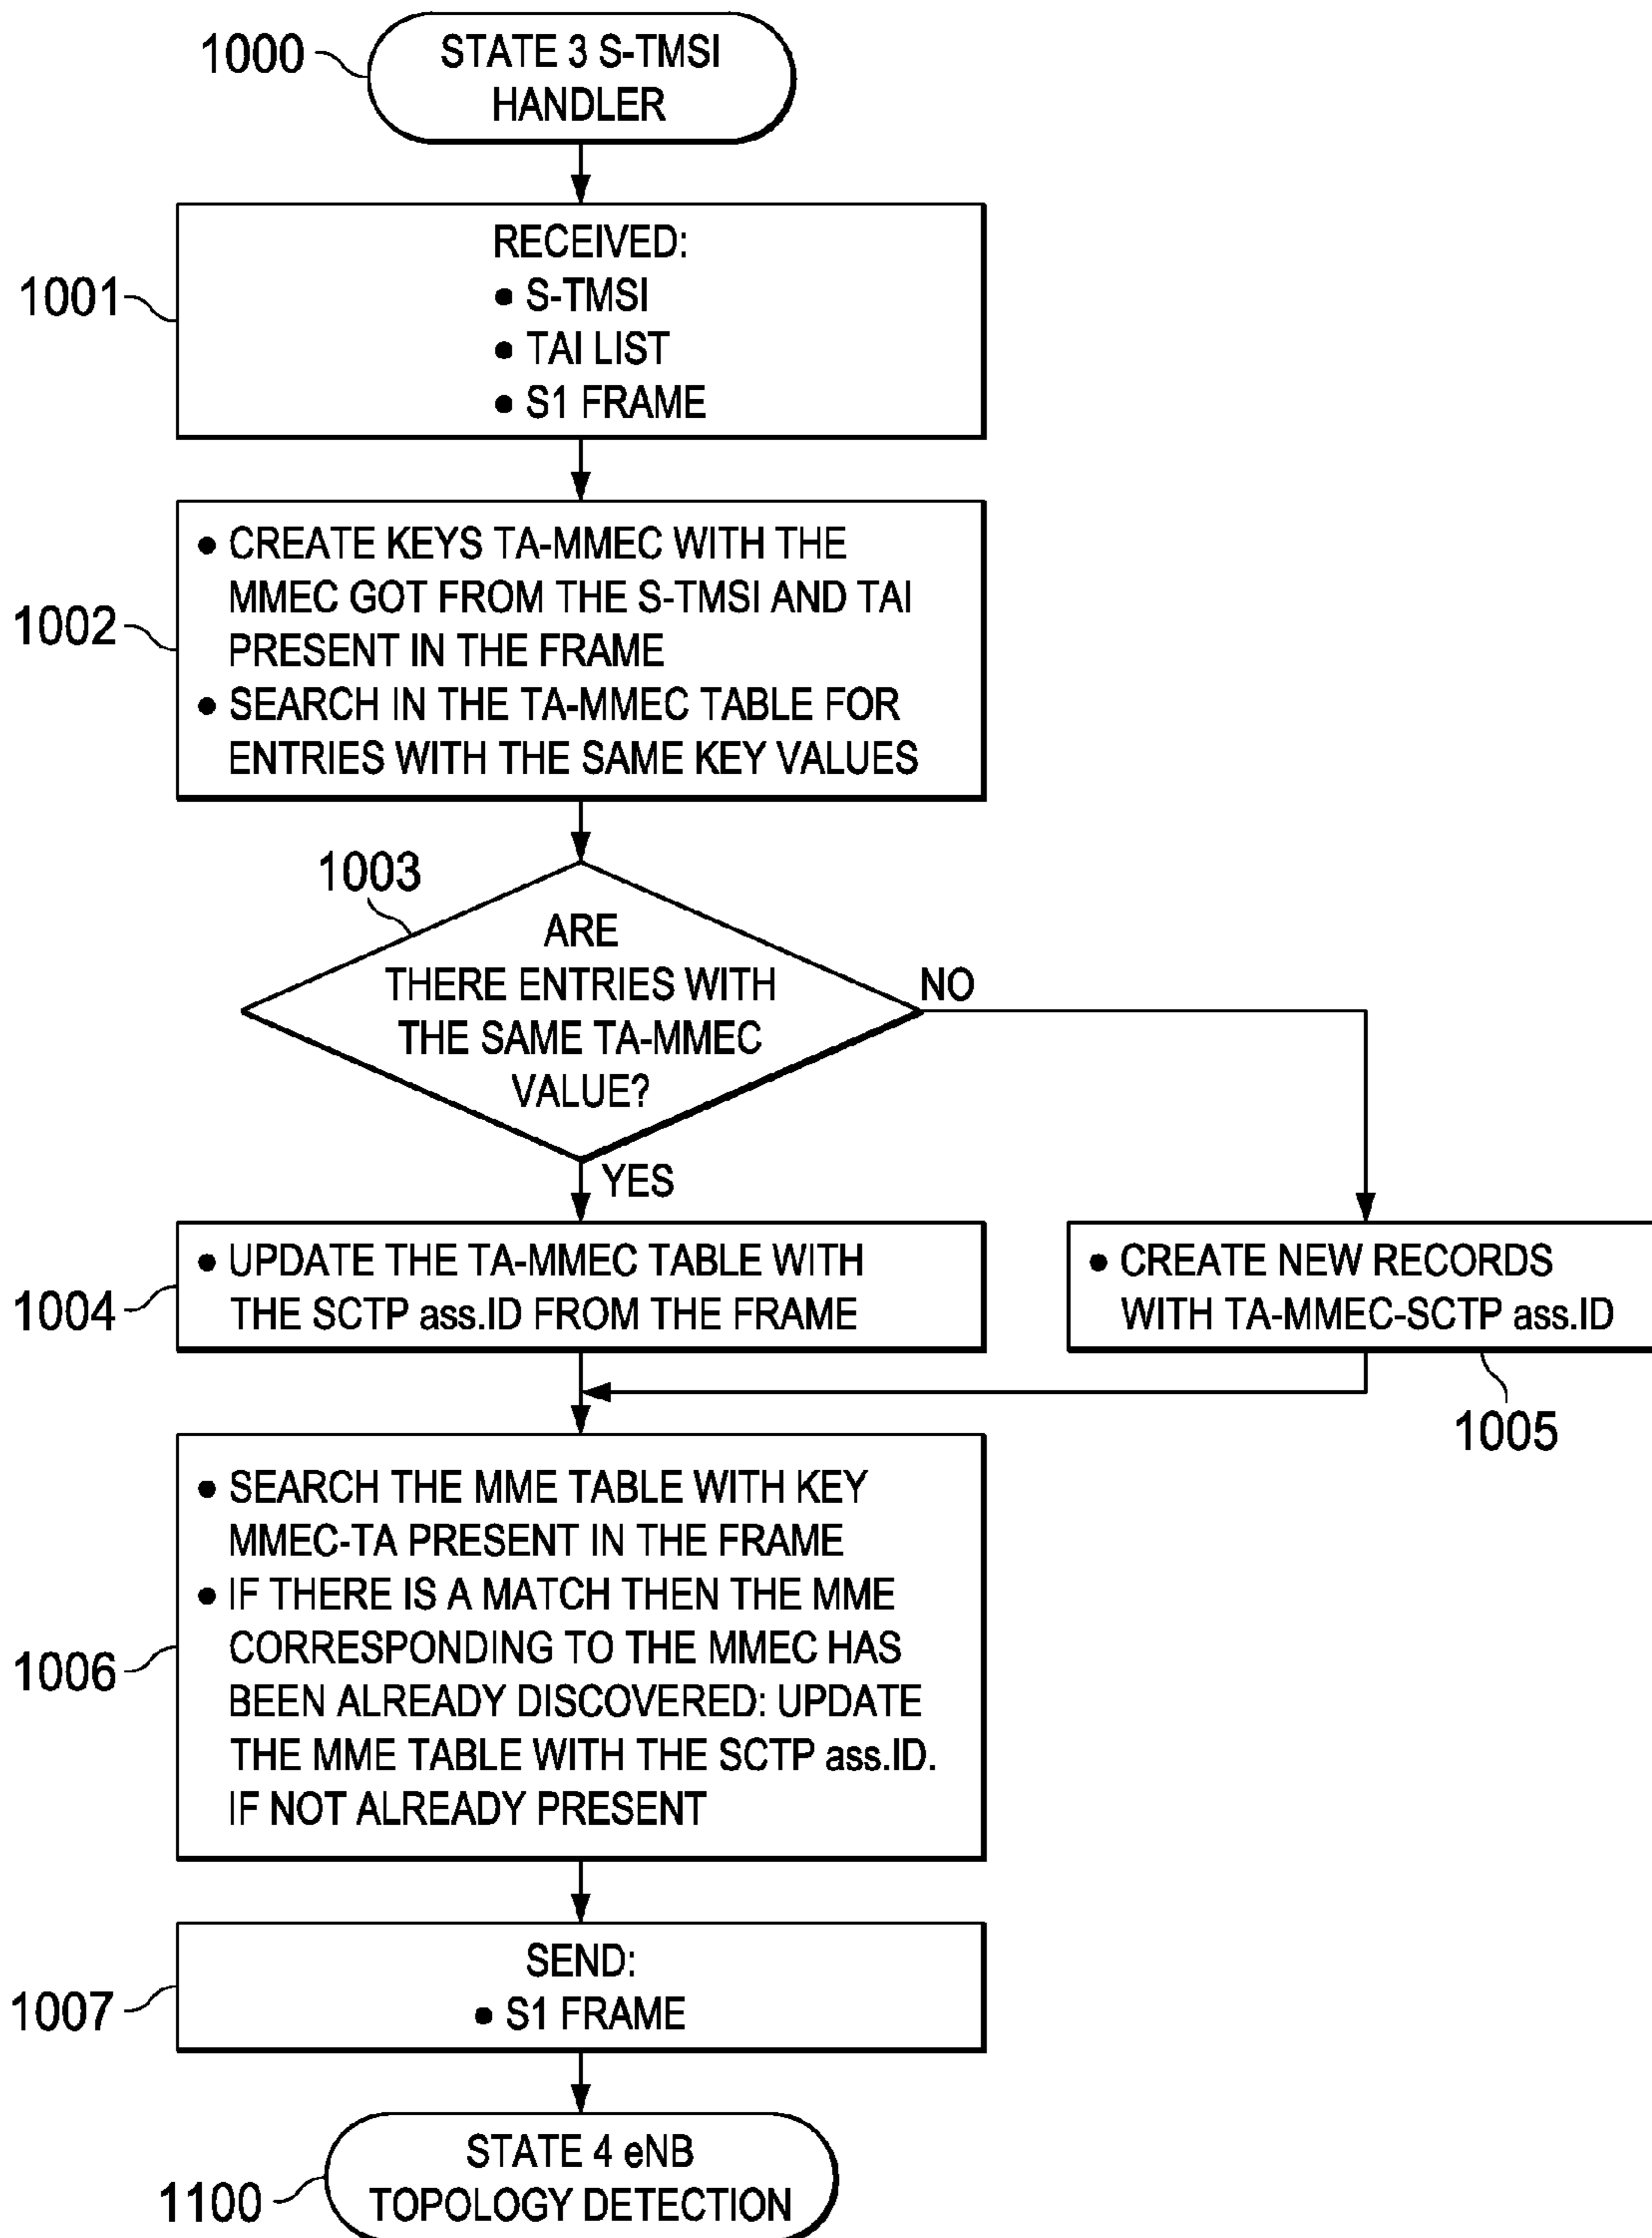 1000
STATE 3 S-TMSI
HANDLER
1001
RECEIVED:
● S-TMSI
● TAI LIST
● S1 FRAME
1002
● CREATE KEYS TA-MMEC WITH THE
MMEC GOT FROM THE S-TMSI AND TAI
PRESENT IN THE FRAME
● SEARCH IN THE TA-MMEC TABLE FOR
ENTRIES WITH THE SAME KEY VALUES
1003
ARE
THERE ENTRIES WITH
THE SAME TA-MMEC
VALUE?
NO
YES
1004
● UPDATE THE TA-MMEC TABLE WITH
THE SCTP ass.ID FROM THE FRAME
● CREATE NEW RECORDS
WITH TA-MMEC-SCTP ass.ID
1005
1006
● SEARCH THE MME TABLE WITH KEY
MMEC-TA PRESENT IN THE FRAME
● IF THERE IS A MATCH THEN THE MME
CORRESPONDING TO THE MMEC HAS
BEEN ALREADY DISCOVERED: UPDATE
THE MME TABLE WITH THE SCTP ass.ID.
IF NOT ALREADY PRESENT
1007
SEND:
● S1 FRAME
1100
STATE 4 eNB
TOPOLOGY DETECTION